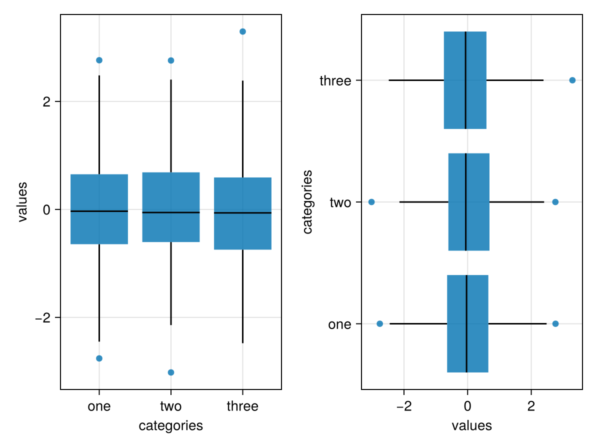 values
2
0
−2
one two three
categories
categories
three
two
one
−2 0 2
values